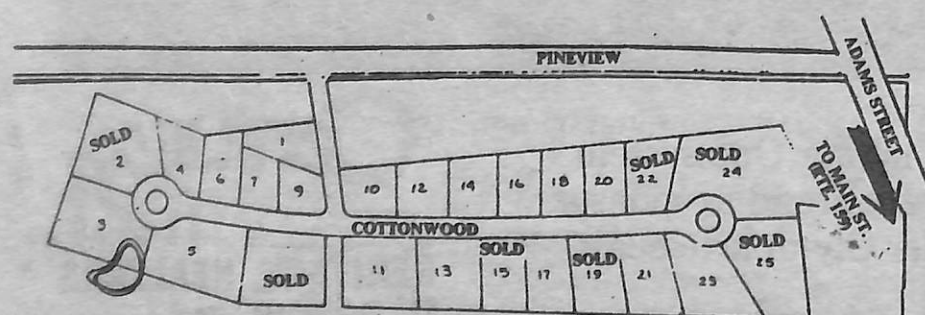 PINEVIEW
ADAMS STREET
TO MAIN ST.
(RTE. 159)
SOLD
2
4
6
7
1
9
3
5
SOLD
10
12
14
16
18
20
SOLD
22
SOLD
24
COTTONWOOD
11
13
SOLD
15
17
SOLD
19
21
23
SOLD
25